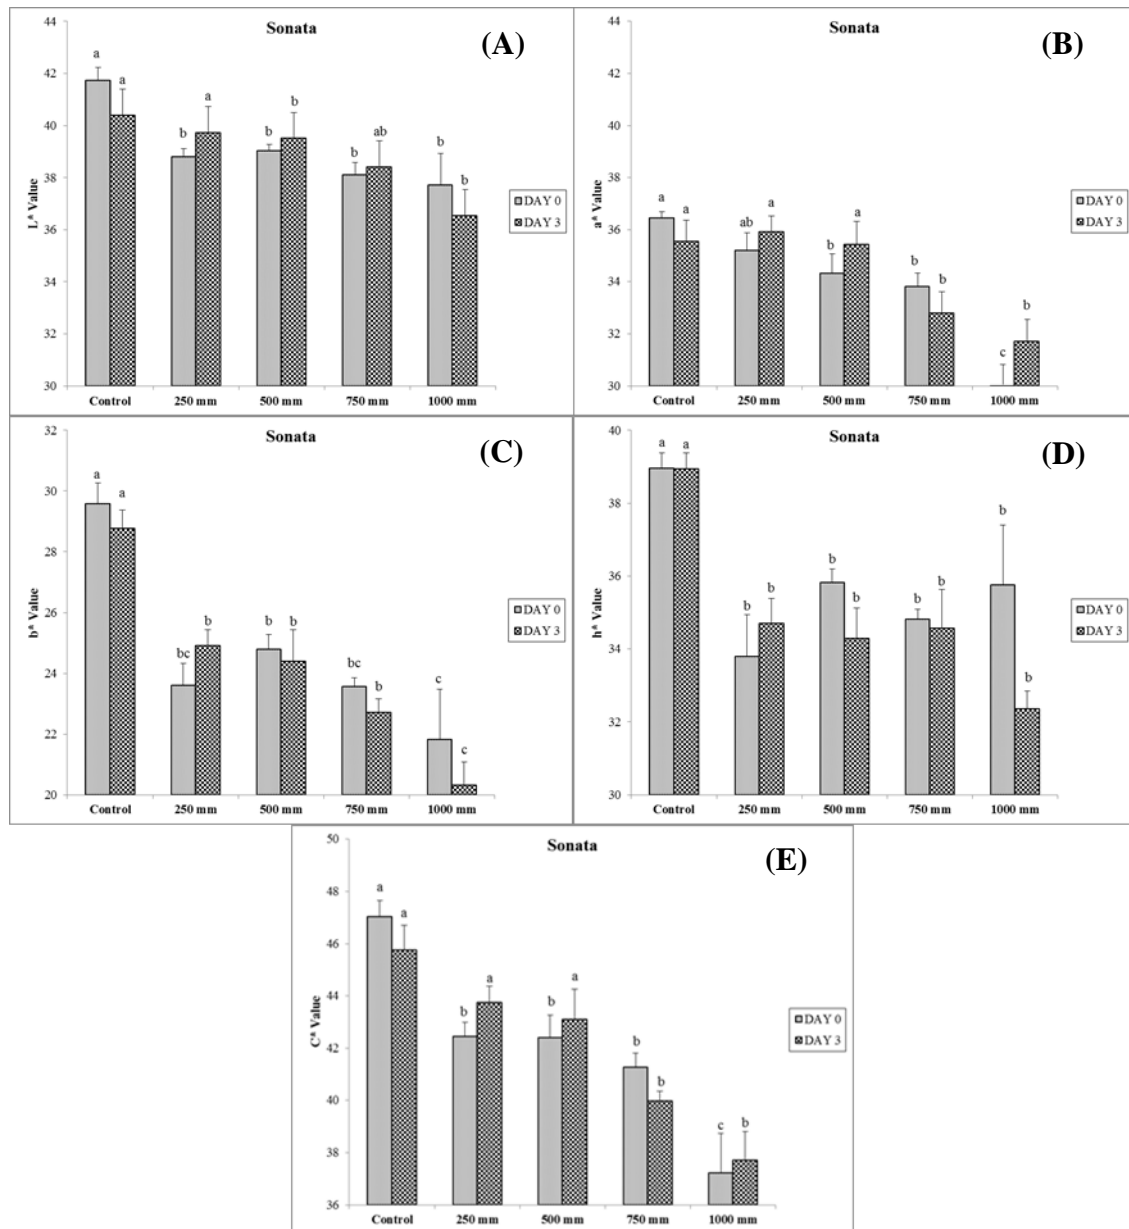 Sonata
(A)
44
42
40
38
36
34
32
30
L* Value
a a b a b b b ab b b
Control 250 mm 500 mm 750 mm 1000 mm
DAY 0
DAY 3
Sonata
(B)
44
42
40
38
36
34
32
30
a* Value
a a ab a b a b b c b
Control 250 mm 500 mm 750 mm 1000 mm
DAY 0
DAY 3
Sonata
(C)
32
30
28
26
24
22
20
b* Value
a a bc b b b bc b c c
Control 250 mm 500 mm 750 mm 1000 mm
DAY 0
DAY 3
Sonata
(D)
40
38
36
34
32
30
h* Value
a a b b b b b b b b
Control 250 mm 500 mm 750 mm 1000 mm
DAY 0
DAY 3
Sonata
(E)
50
48
46
44
42
40
38
36
C* Value
a a b a b a b b c b
Control 250 mm 500 mm 750 mm 1000 mm
DAY 0
DAY 3